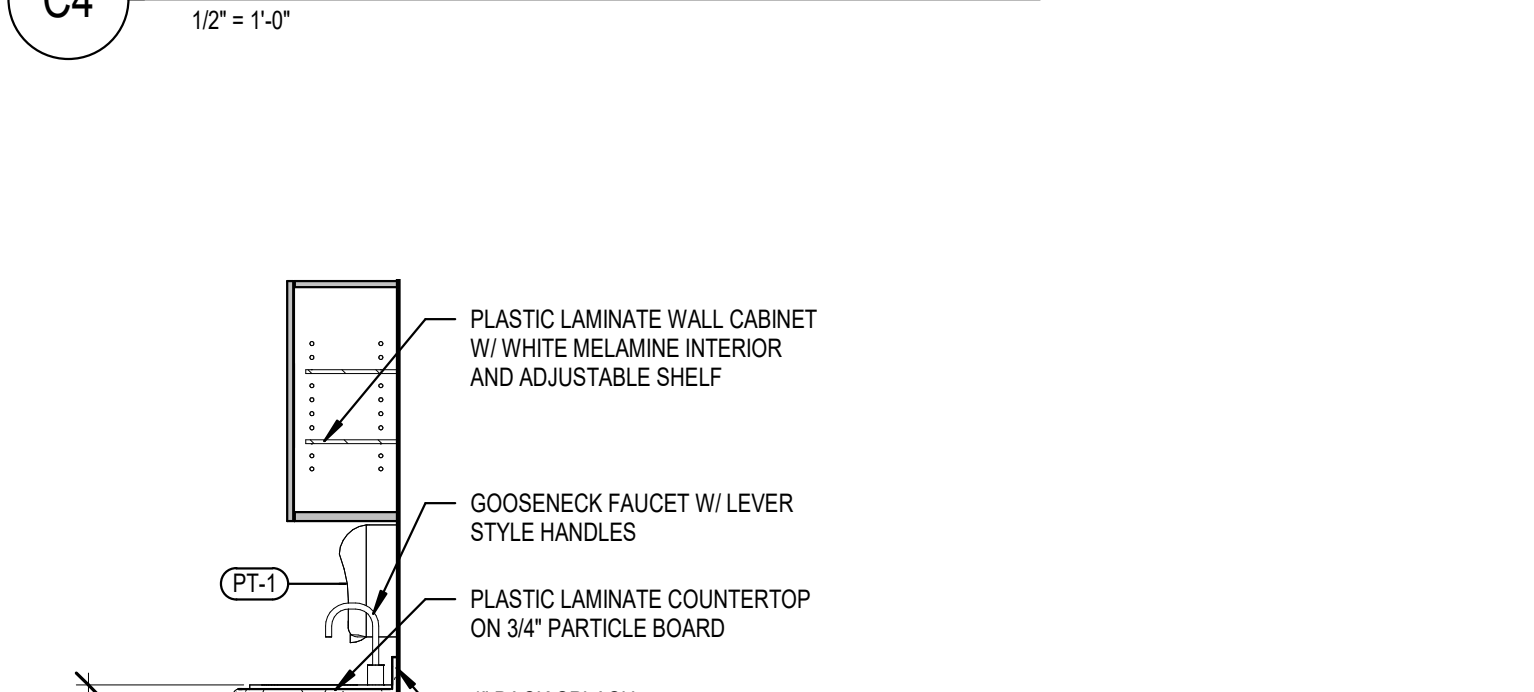 C4
1/2" = 1'-0"
PLASTIC LAMINATE WALL CABINET
W/ WHITE MELAMINE INTERIOR
AND ADJUSTABLE SHELF
GOOSENECK FAUCET W/ LEVER
STYLE HANDLES
PT-1
PLASTIC LAMINATE COUNTERTOP
ON 3/4" PARTICLE BOARD